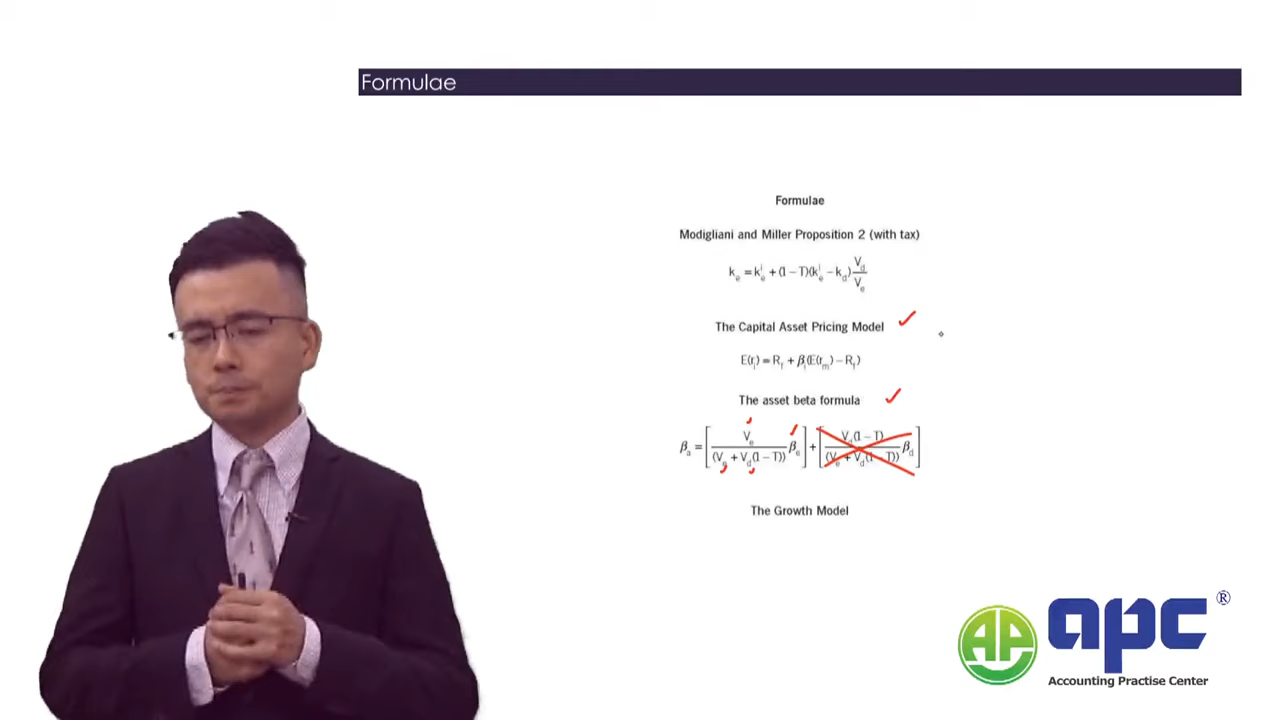 Formulae
Formulae
Modigliani and Miller Proposition 2 (with tax)
kₑ = kₑⁱ + (1 – T)(kₑⁱ – k_d) V_d/Vₑ
The Capital Asset Pricing Model
E(rᵢ) = R_f + βᵢ(E(r_m) – R_f)
The asset beta formula
βₐ = [Vₑ/(Vₑ + V_d(1 – T)) βₑ] + [V_d(1 – T)/(Vₑ + V_d(1 – T)) β_d]
The Growth Model
AP apc ®
Accounting Practise Center